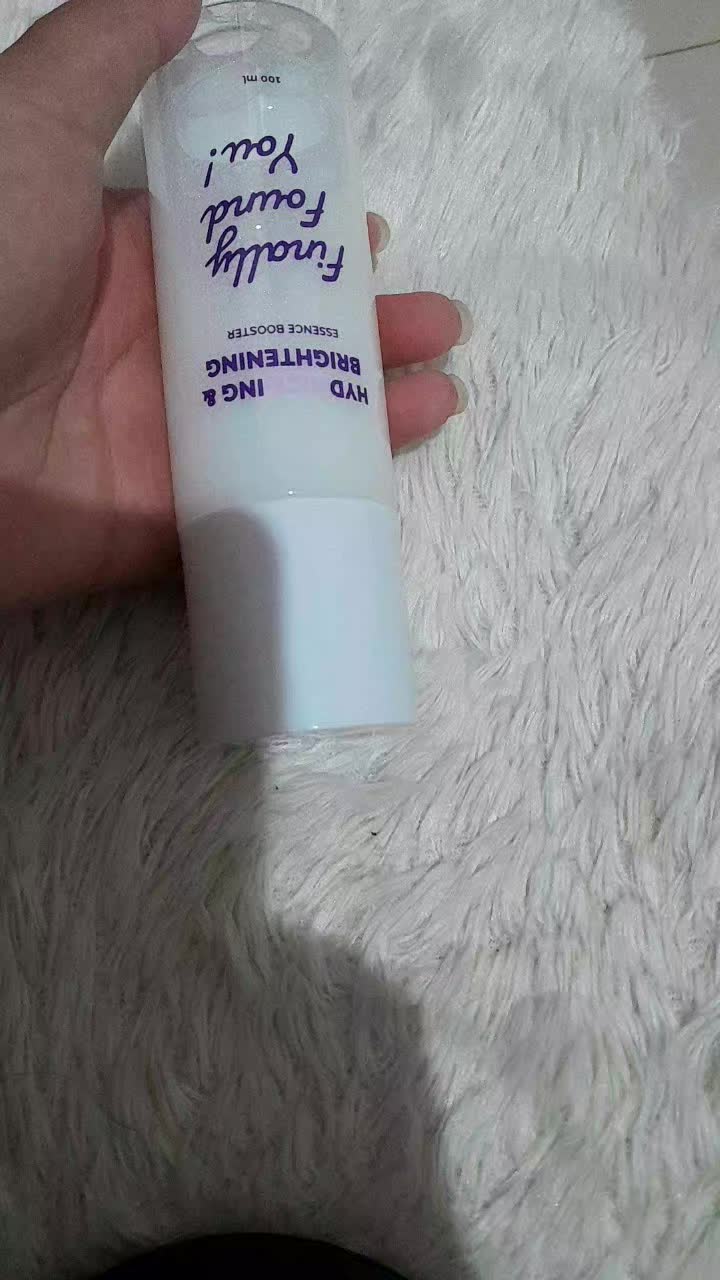 HYD ING &
BRIGHTENING
ESSENCE BOOSTER
Finally
Found
You!
100 ml